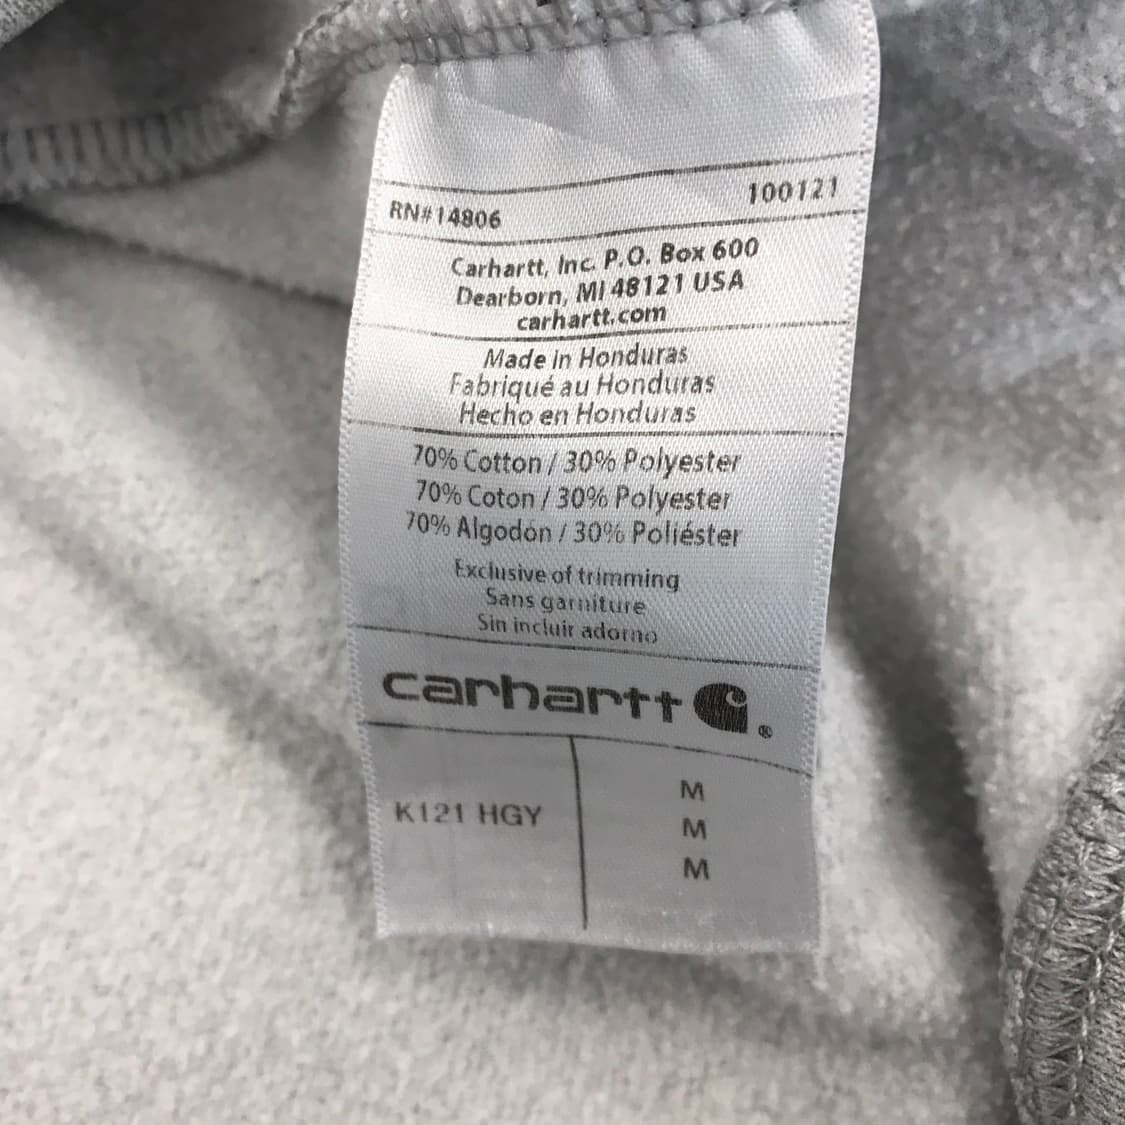 RN#14806 100121
Carhartt, Inc. P.O. Box 600
Dearborn, MI 48121 USA
carhartt.com
Made in Honduras
Fabriqué au Honduras
Hecho en Honduras
70% Cotton / 30% Polyester
70% Coton / 30% Polyester
70% Algodón / 30% Poliéster
Exclusive of trimming
Sans garniture
Sin incluir adorno
carhartt ®
K121 HGY
M
M
M